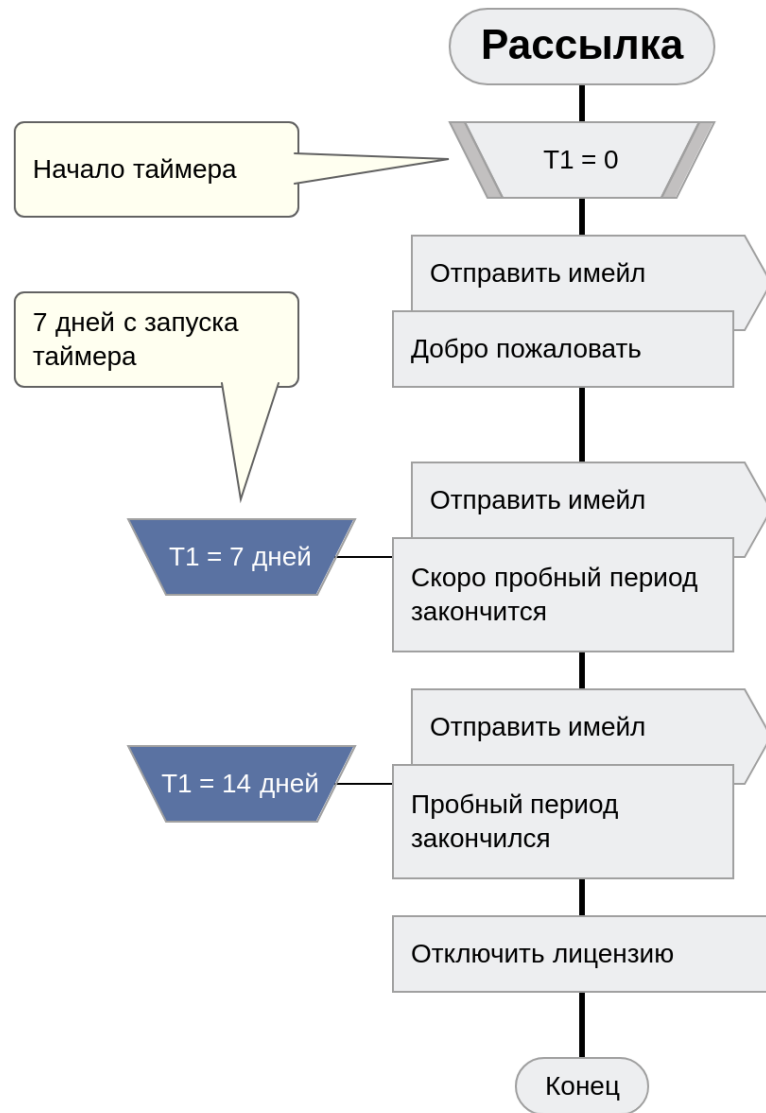 Рассылка
Начало таймера
T1 = 0
Отправить имейл
7 дней с запуска
таймера
Добро пожаловать
Отправить имейл
T1 = 7 дней
Скоро пробный период
закончится
Отправить имейл
T1 = 14 дней
Пробный период
закончился
Отключить лицензию
Конец